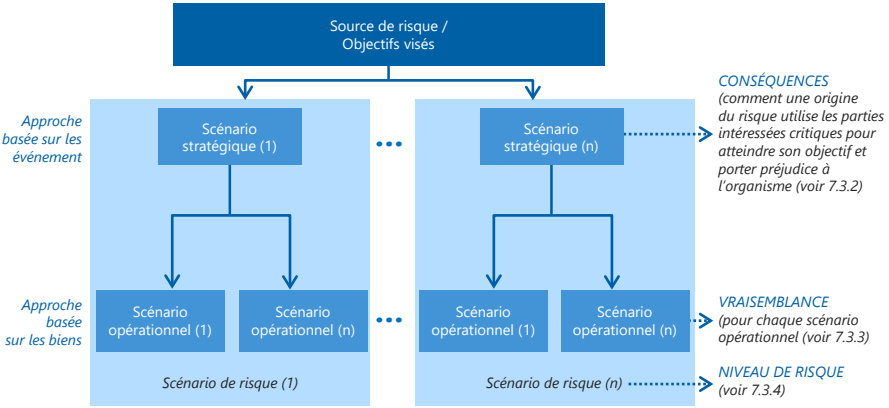 Source de risque /
Objectifs visés
Approche
basée sur les
événement
Scénario
stratégique (1)
•••
Scénario
stratégique (n)
CONSÉQUENCES
(comment une origine
du risque utilise les parties
intéressées critiques pour
atteindre son objectif et
porter préjudice à
l'organisme (voir 7.3.2)
Approche
basée
sur les biens
Scénario
opérationnel (1)
Scénario
opérationnel (n)
•••
Scénario
opérationnel (1)
Scénario
opérationnel (n)
VRAISEMBLANCE
(pour chaque scénario
opérationnel (voir 7.3.3)
Scénario de risque (1)
Scénario de risque (n)
NIVEAU DE RISQUE
(voir 7.3.4)